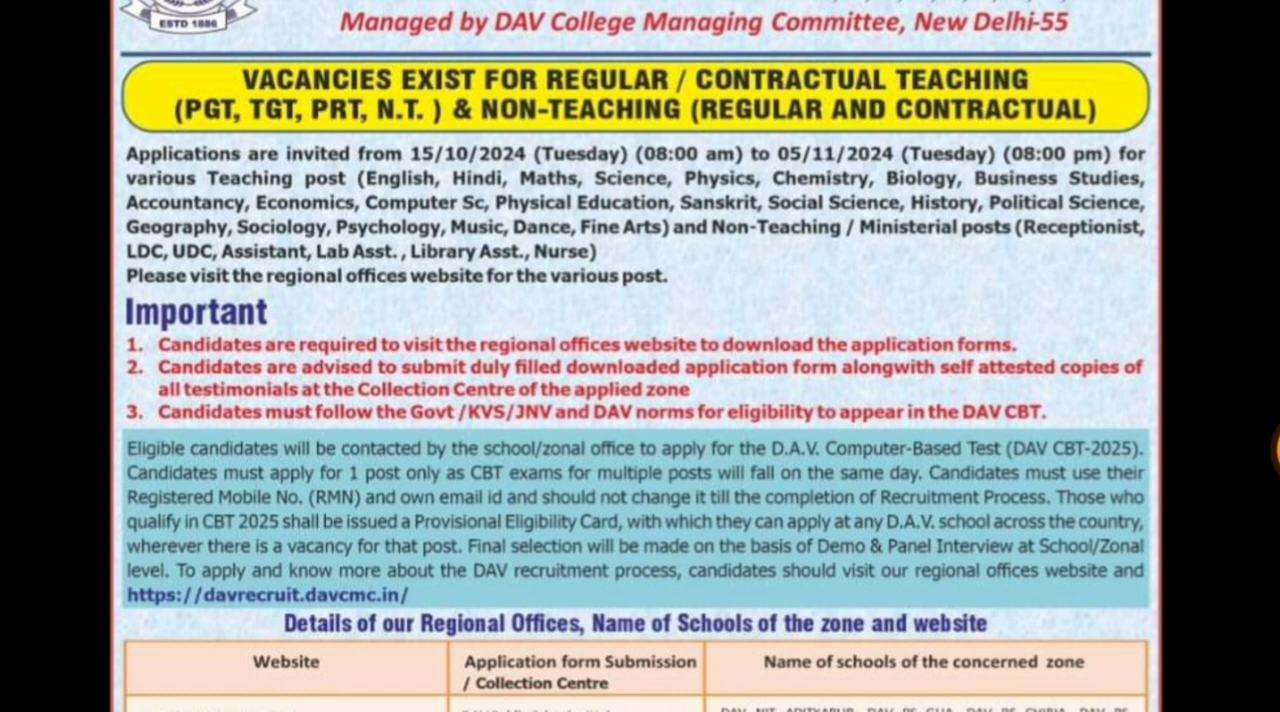 ESTD 1886
Managed by DAV College Managing Committee, New Delhi-55
VACANCIES EXIST FOR REGULAR / CONTRACTUAL TEACHING
(PGT, TGT, PRT, N.T. ) & NON-TEACHING (REGULAR AND CONTRACTUAL)
Applications are invited from 15/10/2024 (Tuesday) (08:00 am) to 05/11/2024 (Tuesday) (08:00 pm) for
various Teaching post (English, Hindi, Maths, Science, Physics, Chemistry, Biology, Business Studies,
Accountancy, Economics, Computer Sc, Physical Education, Sanskrit, Social Science, History, Political Science,
Geography, Sociology, Psychology, Music, Dance, Fine Arts) and Non-Teaching / Ministerial posts (Receptionist,
LDC, UDC, Assistant, Lab Asst. , Library Asst., Nurse)
Please visit the regional offices website for the various post.
Important
1. Candidates are required to visit the regional offices website to download the application forms.
2. Candidates are advised to submit duly filled downloaded application form alongwith self attested copies of
all testimonials at the Collection Centre of the applied zone
3. Candidates must follow the Govt /KVS/JNV and DAV norms for eligibility to appear in the DAV CBT.
Eligible candidates will be contacted by the school/zonal office to apply for the D.A.V. Computer-Based Test (DAV CBT-2025).
Candidates must apply for 1 post only as CBT exams for multiple posts will fall on the same day. Candidates must use their
Registered Mobile No. (RMN) and own email id and should not change it till the completion of Recruitment Process. Those who
qualify in CBT 2025 shall be issued a Provisional Eligibility Card, with which they can apply at any D.A.V. school across the country,
wherever there is a vacancy for that post. Final selection will be made on the basis of Demo & Panel Interview at School/Zonal
level. To apply and know more about the DAV recruitment process, candidates should visit our regional offices website and
https://davrecruit.davcmc.in/
Details of our Regional Offices, Name of Schools of the zone and website
Website
Application form Submission
/ Collection Centre
Name of schools of the concerned zone